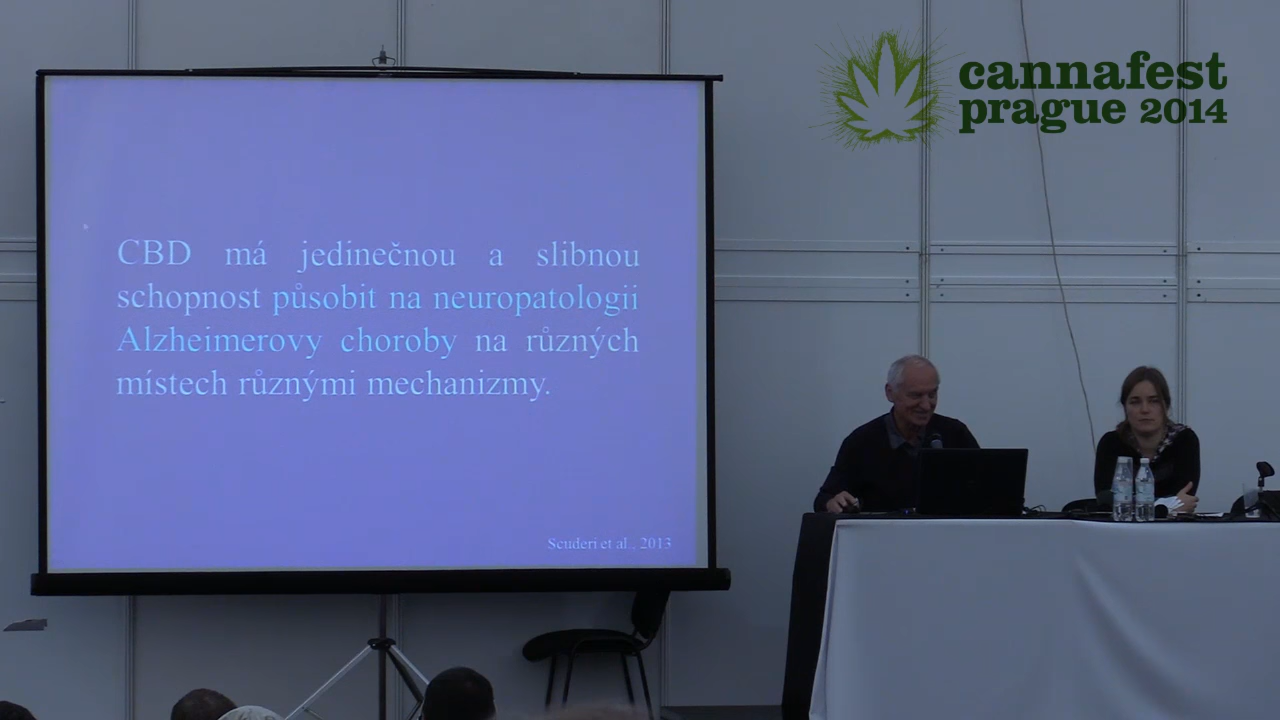 cannafest
prague 2014
CBD má jedinečnou a slibnou
schopnost působit na neuropatologii
Alzheimerovy choroby na různých
místech různými mechanizmy.
Scuderi et al., 2013